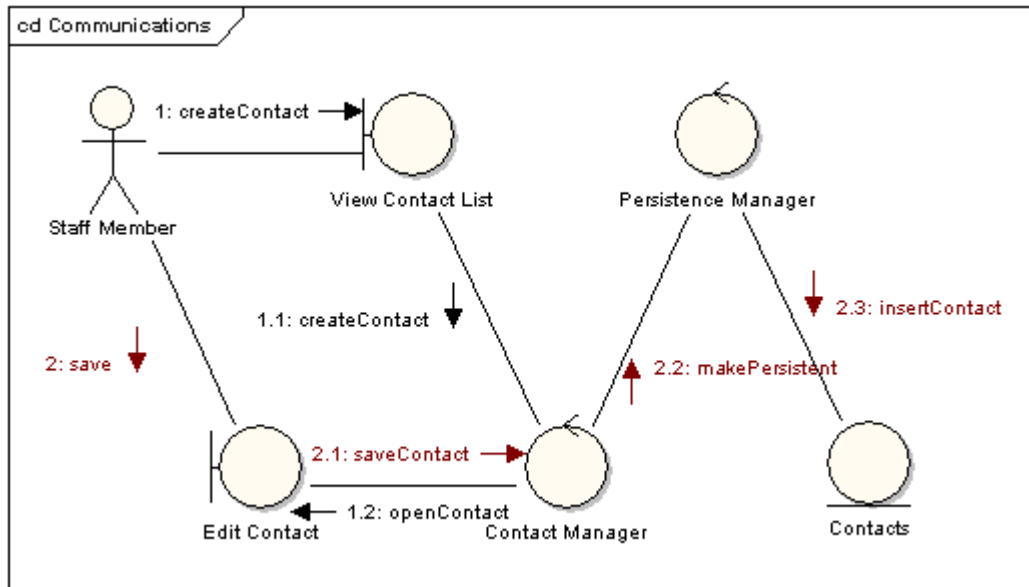 cd Communications
1: createContact
View Contact List
Persistence Manager
Staff Member
1.1: createContact
2.3: insertContact
2: save
2.2: makePersistent
2.1: saveContact
1.2: openContact
Edit Contact
Contact Manager
Contacts